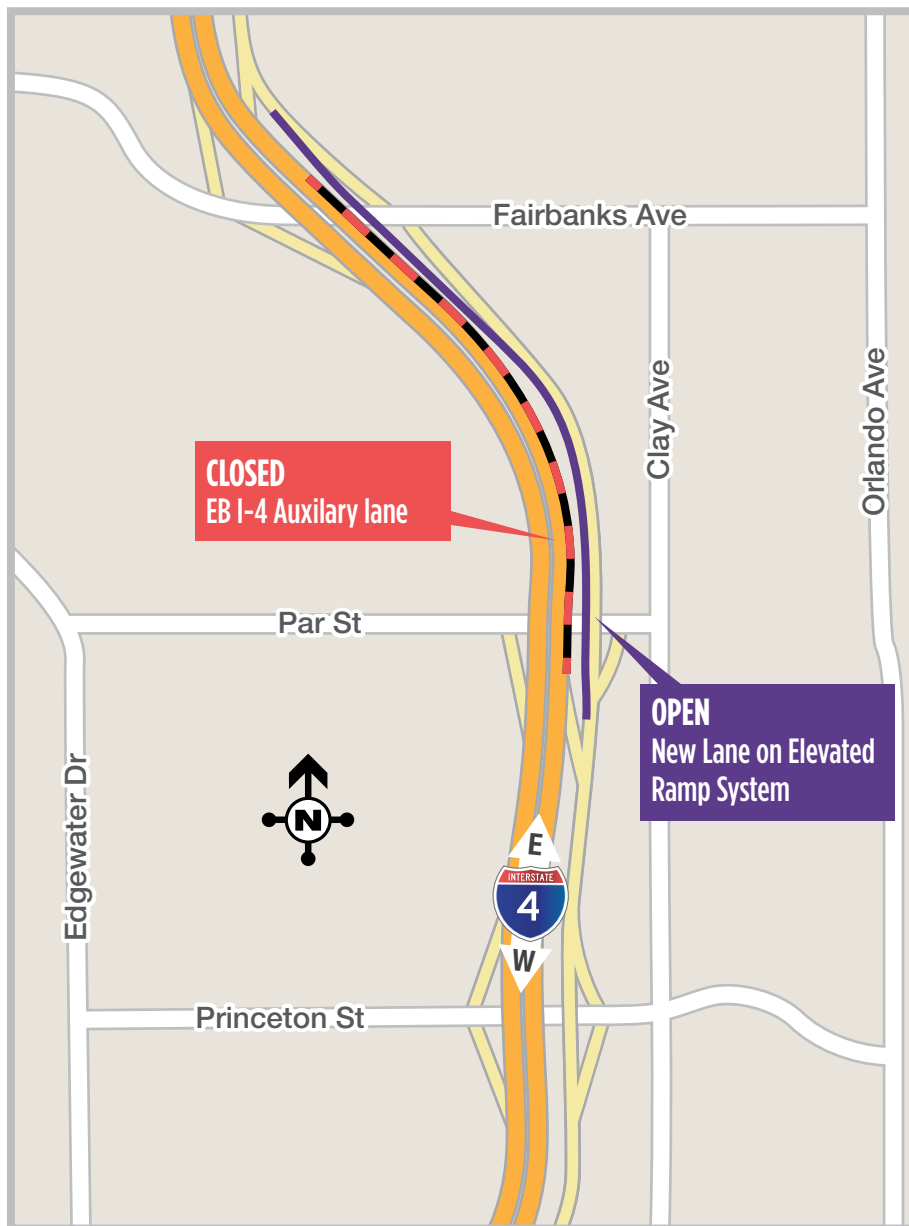 Fairbanks Ave
Clay Ave
Orlando Ave
CLOSED
EB I-4 Auxilary lane
Par St
OPEN
New Lane on Elevated
Ramp System
Edgewater Dr
N
E
INTERSTATE
4
W
Princeton St